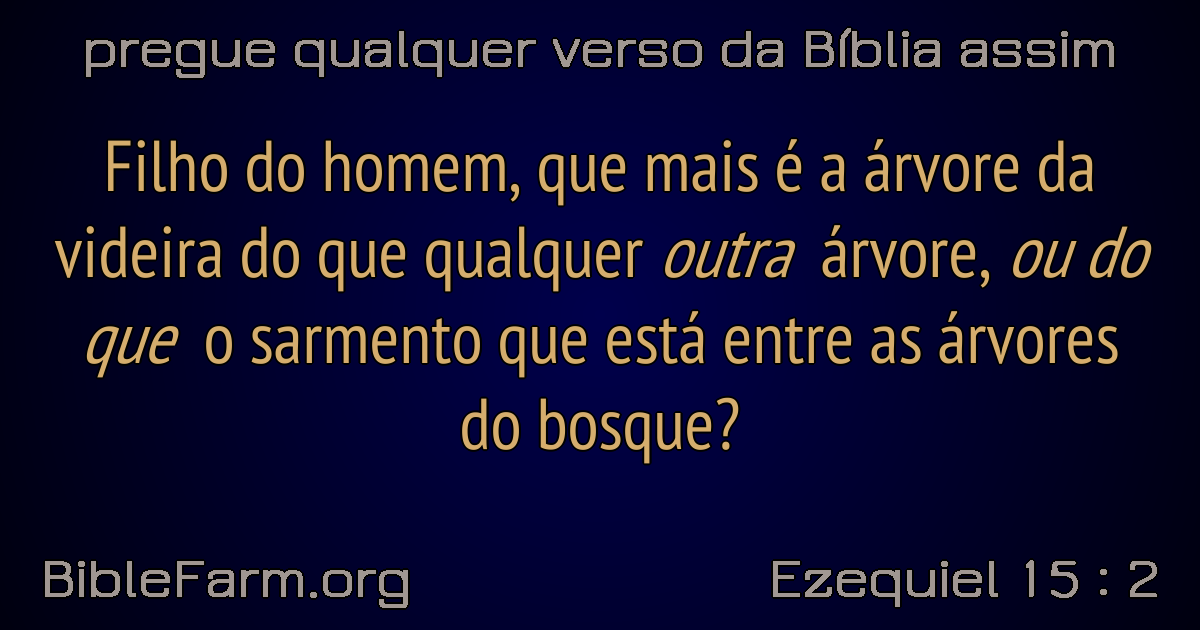 pregue qualquer verso da Bíblia assim
Filho do homem, que mais é a árvore da
videira do que qualquer outra árvore, ou do
que o sarmento que está entre as árvores
do bosque?
BibleFarm.org
Ezequiel 15 : 2